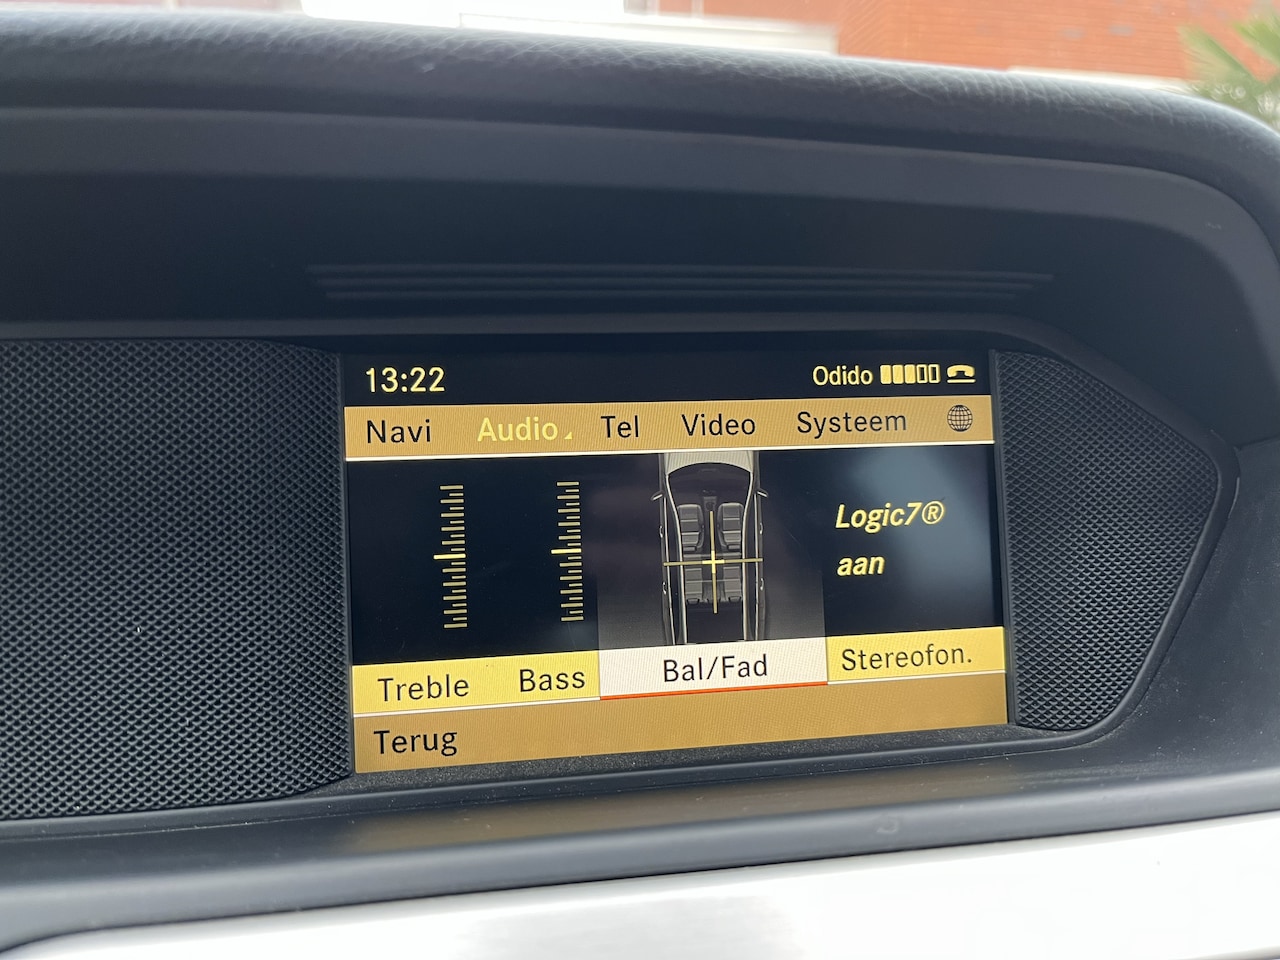 13:22 Odido
Navi Audio Tel Video Systeem
Logic7®
aan
Treble Bass Bal/Fad Stereofon.
Terug